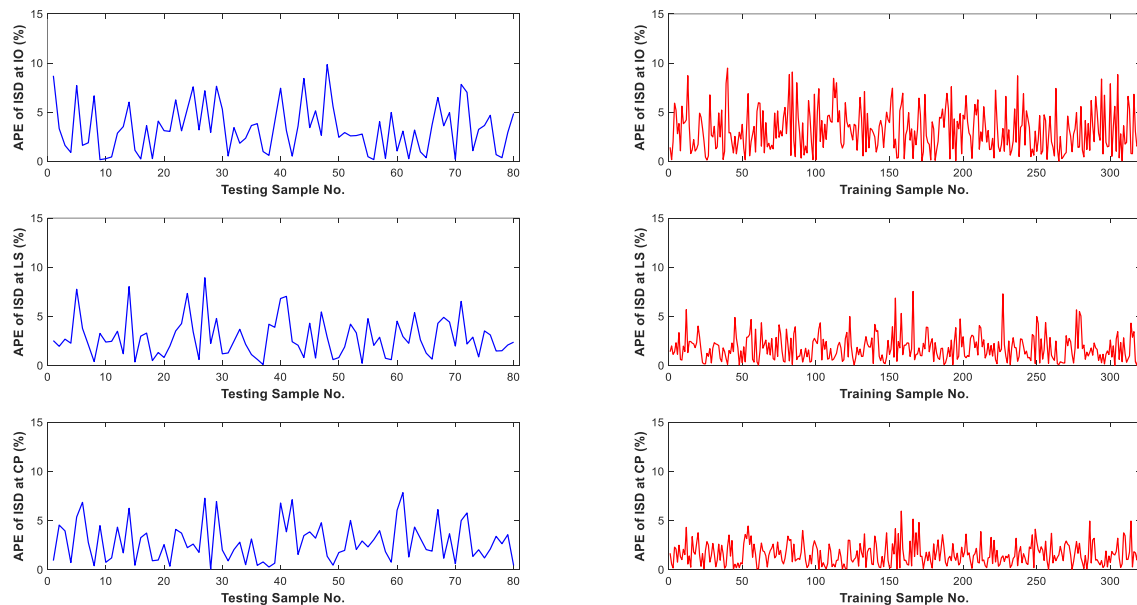 APE of ISD at IO (%)
15
10
5
0
0 10 20 30 40 50 60 70 80
Testing Sample No.
APE of ISD at IO (%)
15
10
5
0
0 50 100 150 200 250 300
Training Sample No.
APE of ISD at LS (%)
15
10
5
0
0 10 20 30 40 50 60 70 80
Testing Sample No.
APE of ISD at LS (%)
15
10
5
0
0 50 100 150 200 250 300
Training Sample No.
APE of ISD at CP (%)
15
10
5
0
0 10 20 30 40 50 60 70 80
Testing Sample No.
APE of ISD at CP (%)
15
10
5
0
0 50 100 150 200 250 300
Training Sample No.